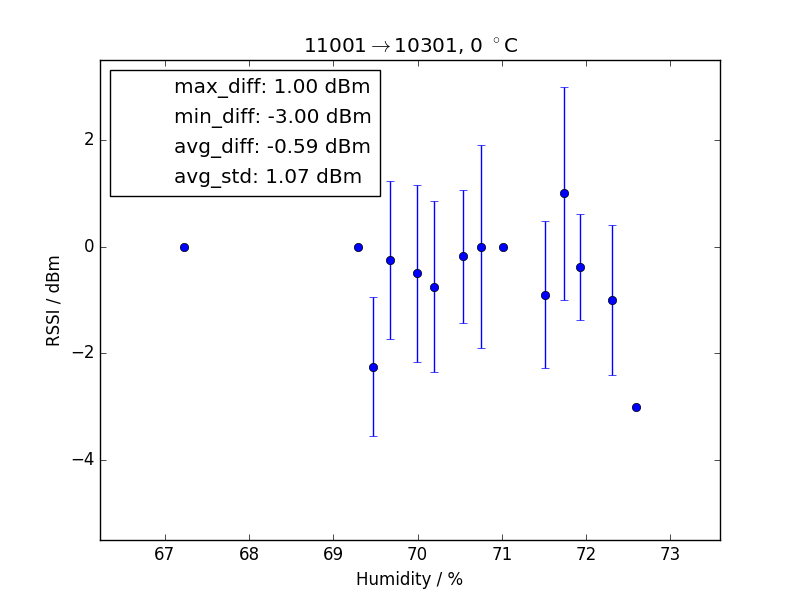 11001→10301, 0 °C
max_diff: 1.00 dBm
min_diff: -3.00 dBm
avg_diff: -0.59 dBm
avg_std: 1.07 dBm
RSSI / dBm
2
0
−2
−4
67 68 69 70 71 72 73
Humidity / %